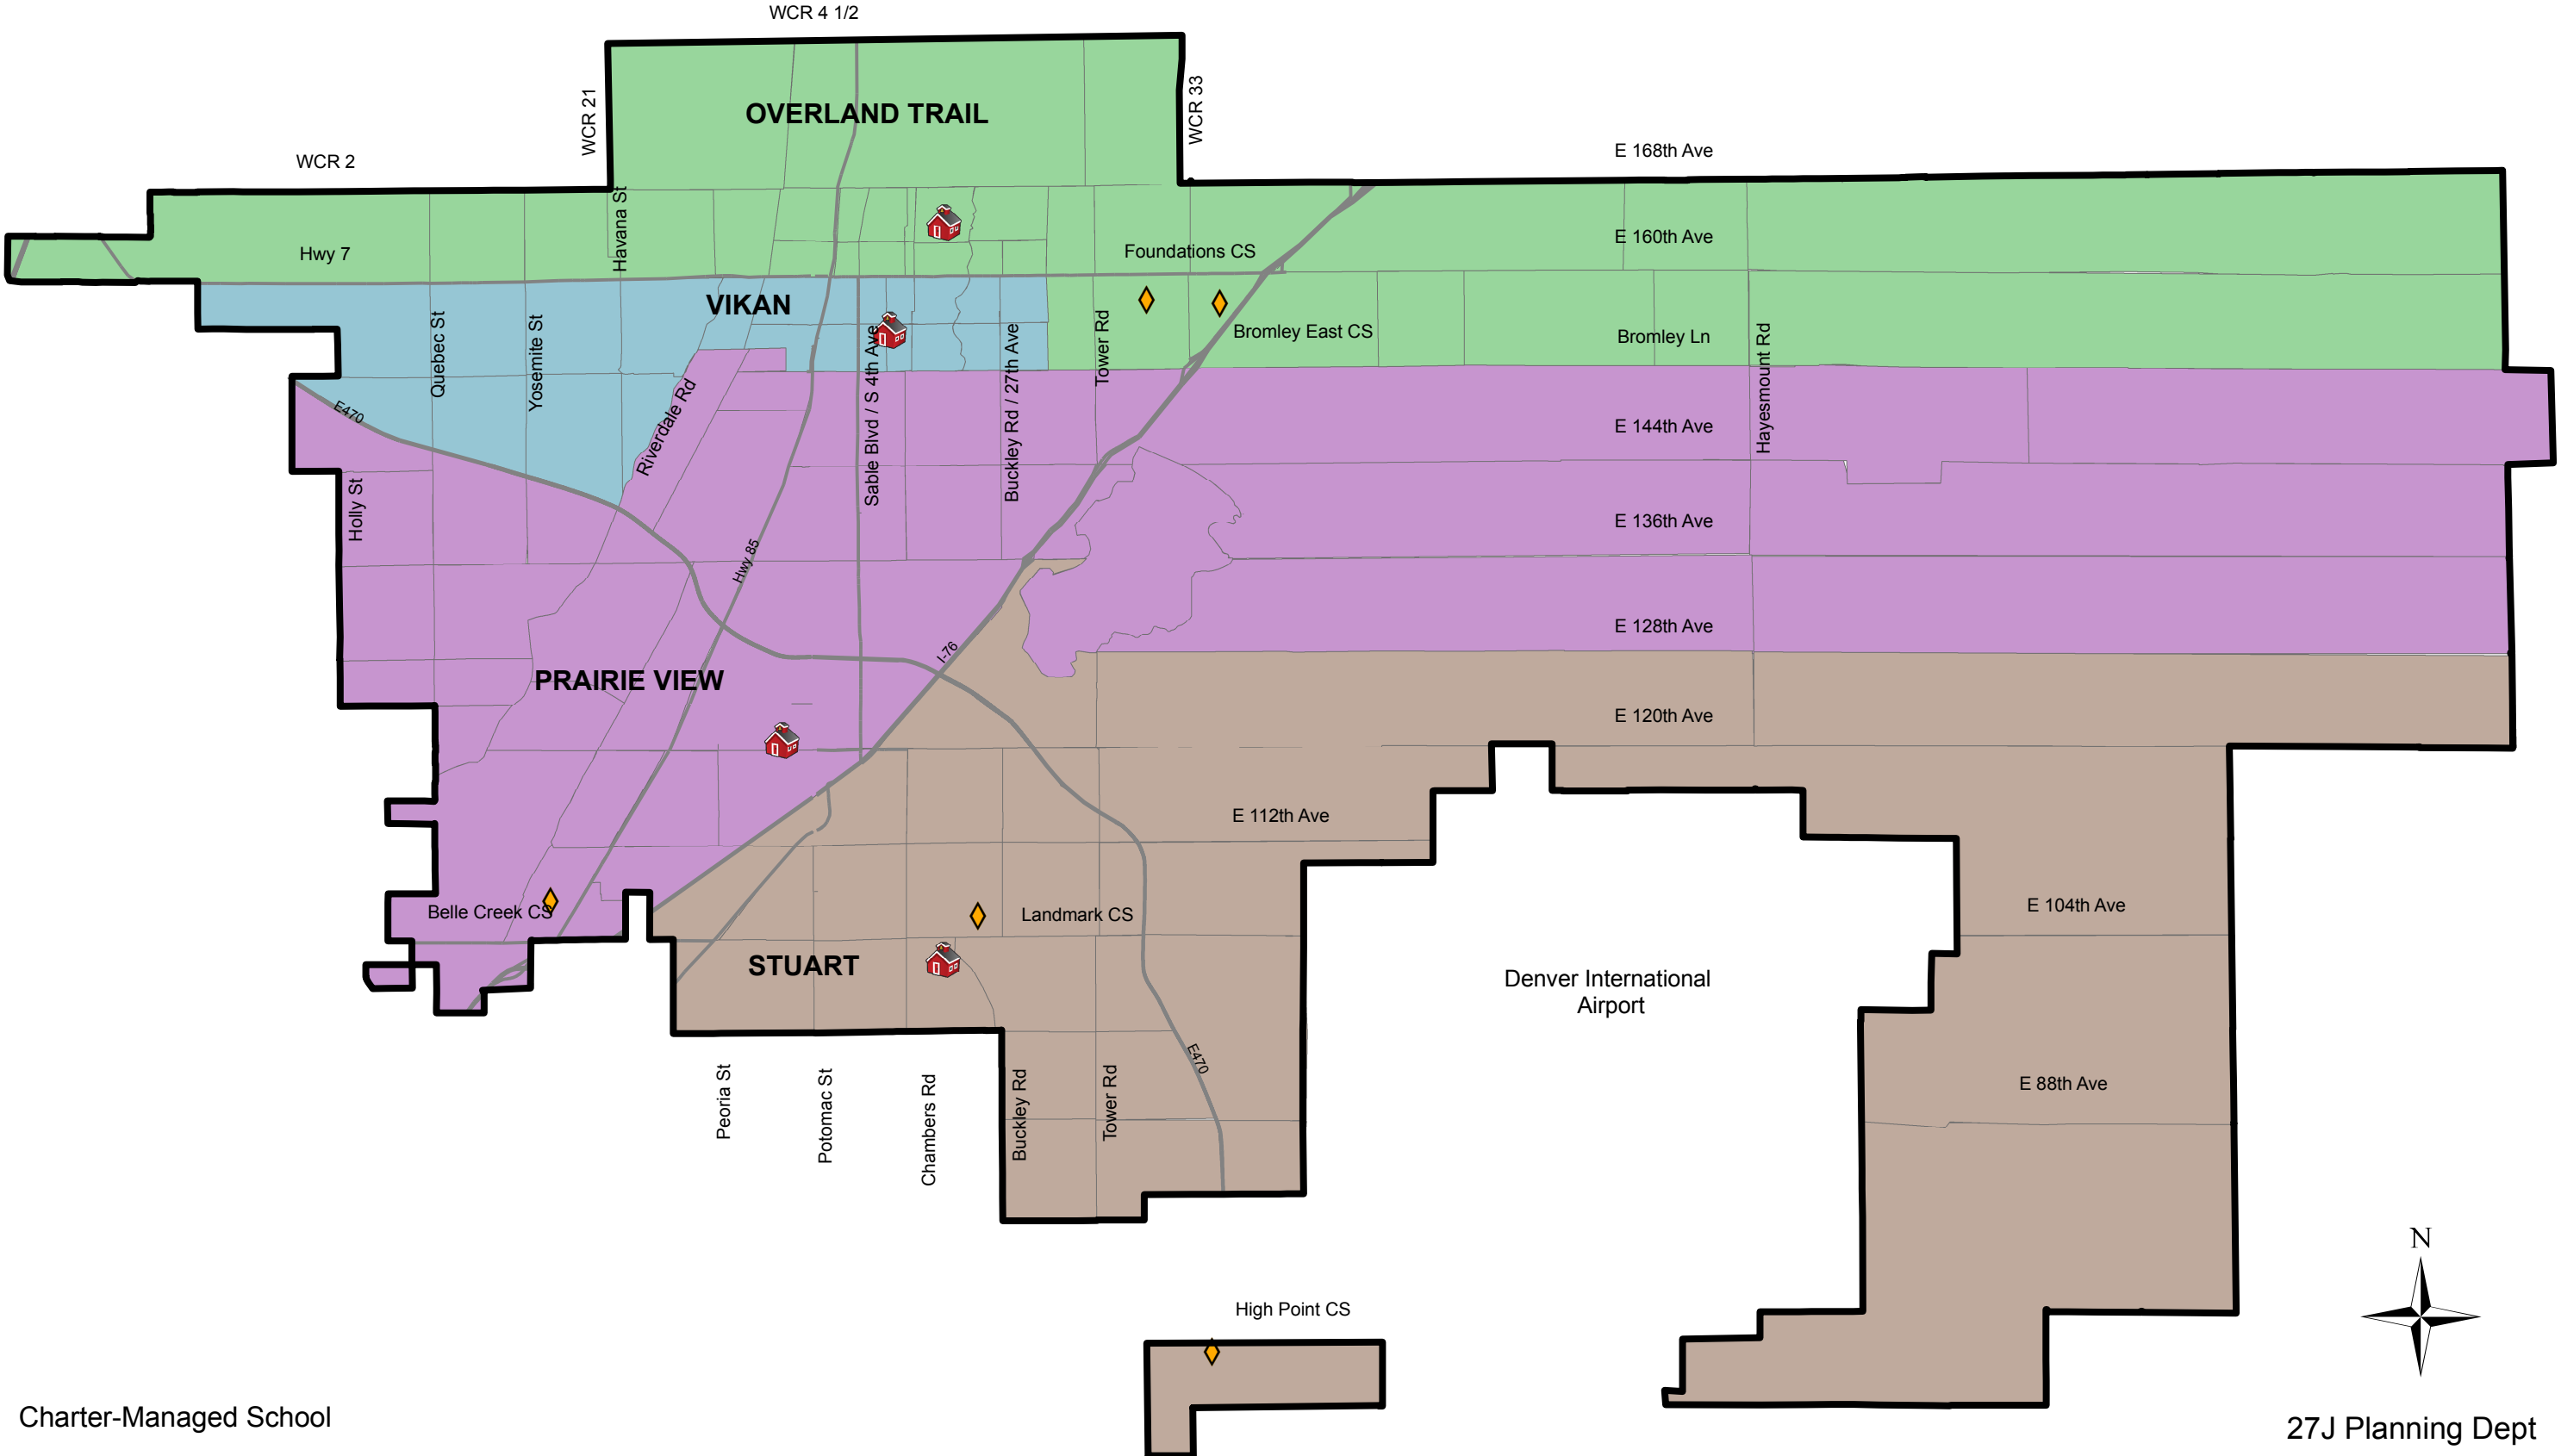 WCR 4 1/2
WCR 21
OVERLAND TRAIL
WCR 33
WCR 2
E 168th Ave
Havana St
Hwy 7
Foundations CS
E 160th Ave
VIKAN
Quebec St
Yosemite St
Sable Blvd / S 4th Ave
Buckley Rd / 27th Ave
Tower Rd
Bromley East CS
Bromley Ln
Hayesmount Rd
E470
Riverdale Rd
E 144th Ave
Holly St
E 136th Ave
Hwy 85
I-76
E 128th Ave
PRAIRIE VIEW
E 120th Ave
E 112th Ave
Belle Creek CS
Landmark CS
E 104th Ave
STUART
Denver International
Airport
E470
E 88th Ave
Peoria St
Potomac St
Chambers Rd
Buckley Rd
Tower Rd
N
High Point CS
Charter-Managed School
27J Planning Dept